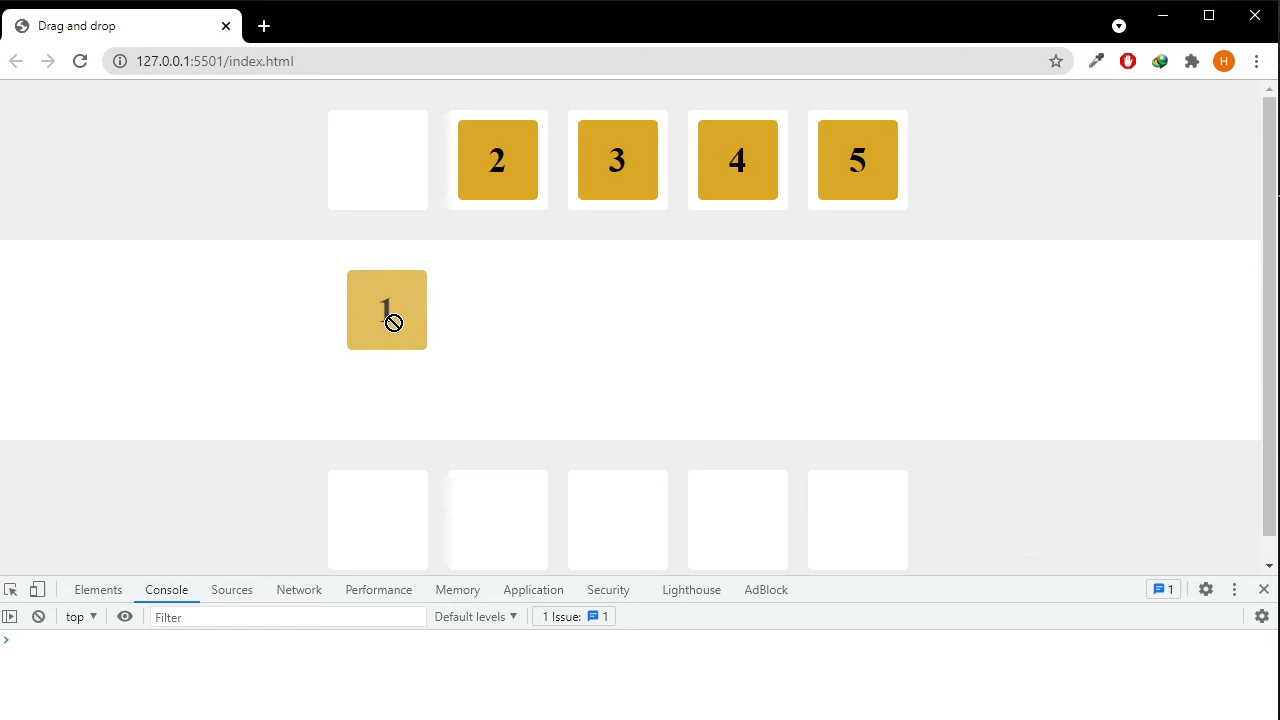 Drag and drop
127.0.0.1:5501/index.html
H
2 3 4 5
1
Elements Console Sources Network Performance Memory Application Security Lighthouse AdBlock 1
top Filter Default levels 1 Issue: 1